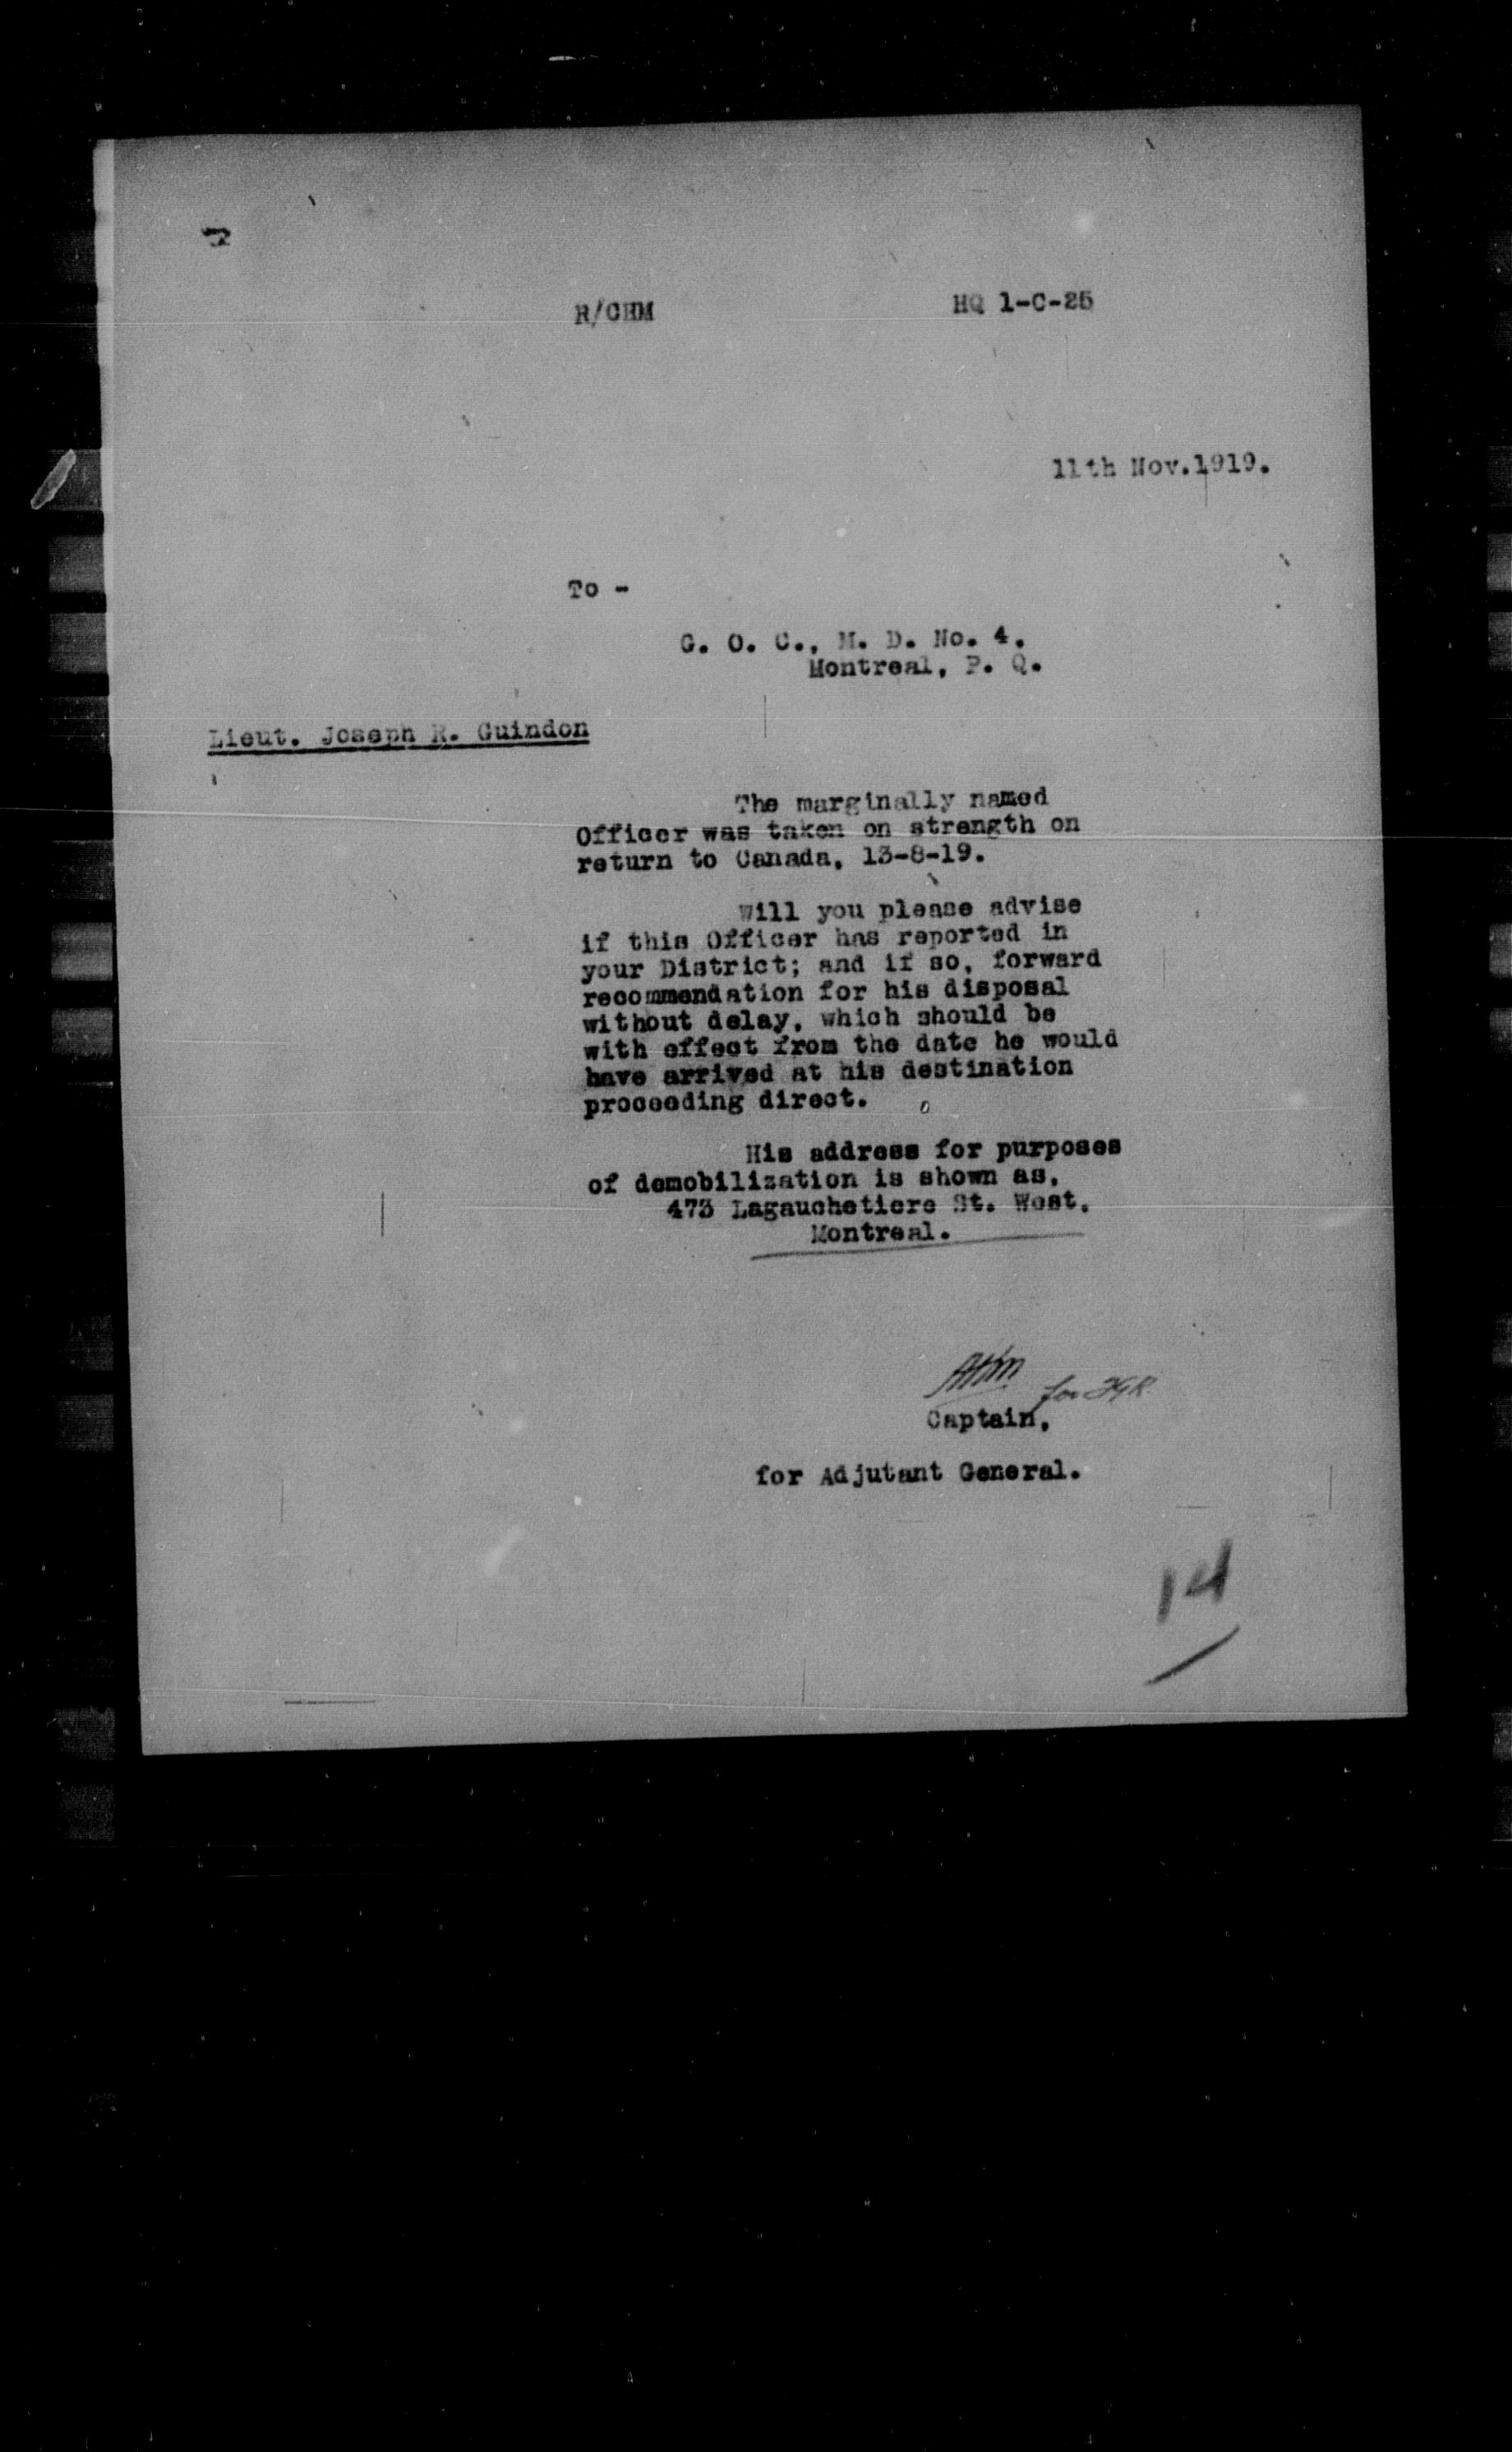 R/CHM HQ 1-C-25
11th Nov.1919.
To -
G. O. C., M. D. No. 4.
Montreal, P. Q.
Lieut. Joseph R. Guindon
The marginally named
Officer was taken on strength on
return to Canada, 13-8-19.
Will you please advise
if this Officer has reported in
your District; and if so, forward
recommendation for his disposal
without delay, which should be
with effect from the date he would
have arrived at his destination
proceeding direct.
His address for purposes
of demobilization is shown as,
473 Lagauchetiere St. West,
Montreal.
for
Captain,
for Adjutant General.
14